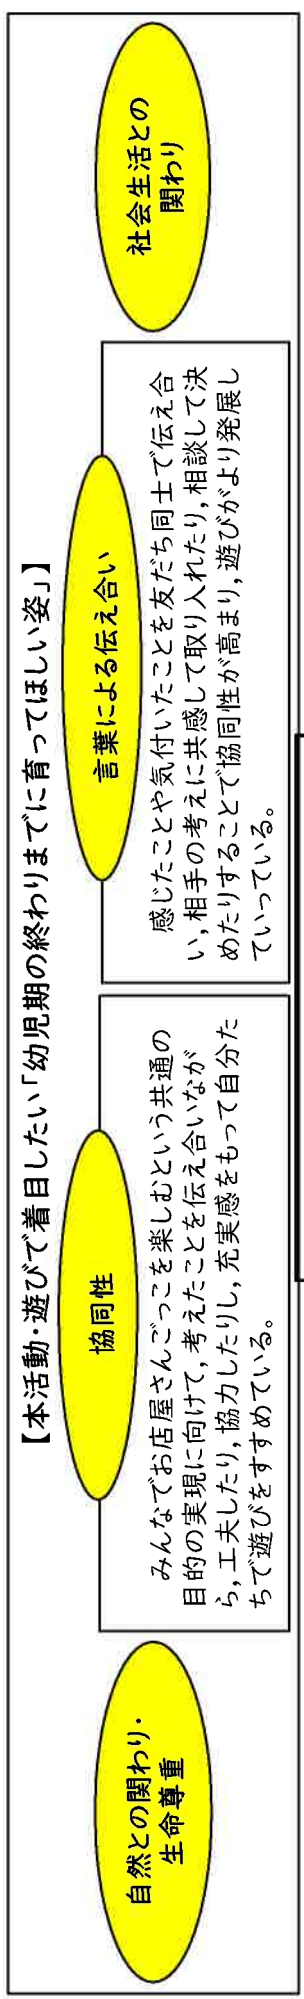 【本活動・遊びで着目したい「幼児期の終わりまでに育ってほしい姿」】
自然との関わり・
生命尊重
協同性
みんなでお店屋さんごっこを楽しむという共通の
目的の実現に向けて,考えたことを伝え合いなが
ら,工夫したり,協力したりし,充実感をもって自分た
ちで遊びをすすめている。
言葉による伝え合い
感じたことや気付いたことを友だち同士で伝え合
い,相手の考えに共感して取り入れたり,相談して決
めたりすることで協同性が高まり,遊びがより発展し
ていっている。
社会生活との
関わり